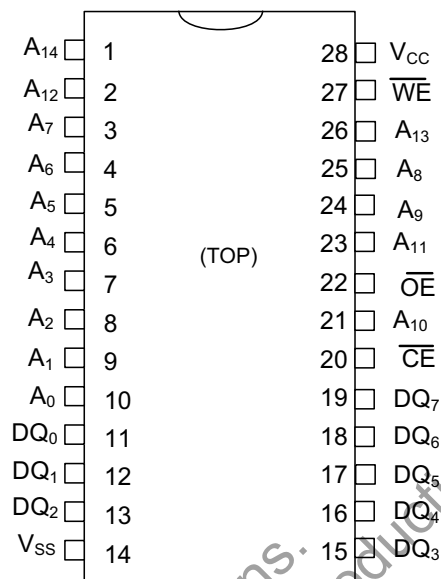 A14 1 28 VCC
A12 2 27 WE
A7 3 26 A13
A6 4 25 A8
A5 5 24 A9
A4 6 23 A11
(TOP)
A3 7 22 OE
A2 8 21 A10
A1 9 20 CE
A0 10 19 DQ7
DQ0 11 18 DQ6
DQ1 12 17 DQ5
DQ2 13 16 DQ4
VSS 14 15 DQ3